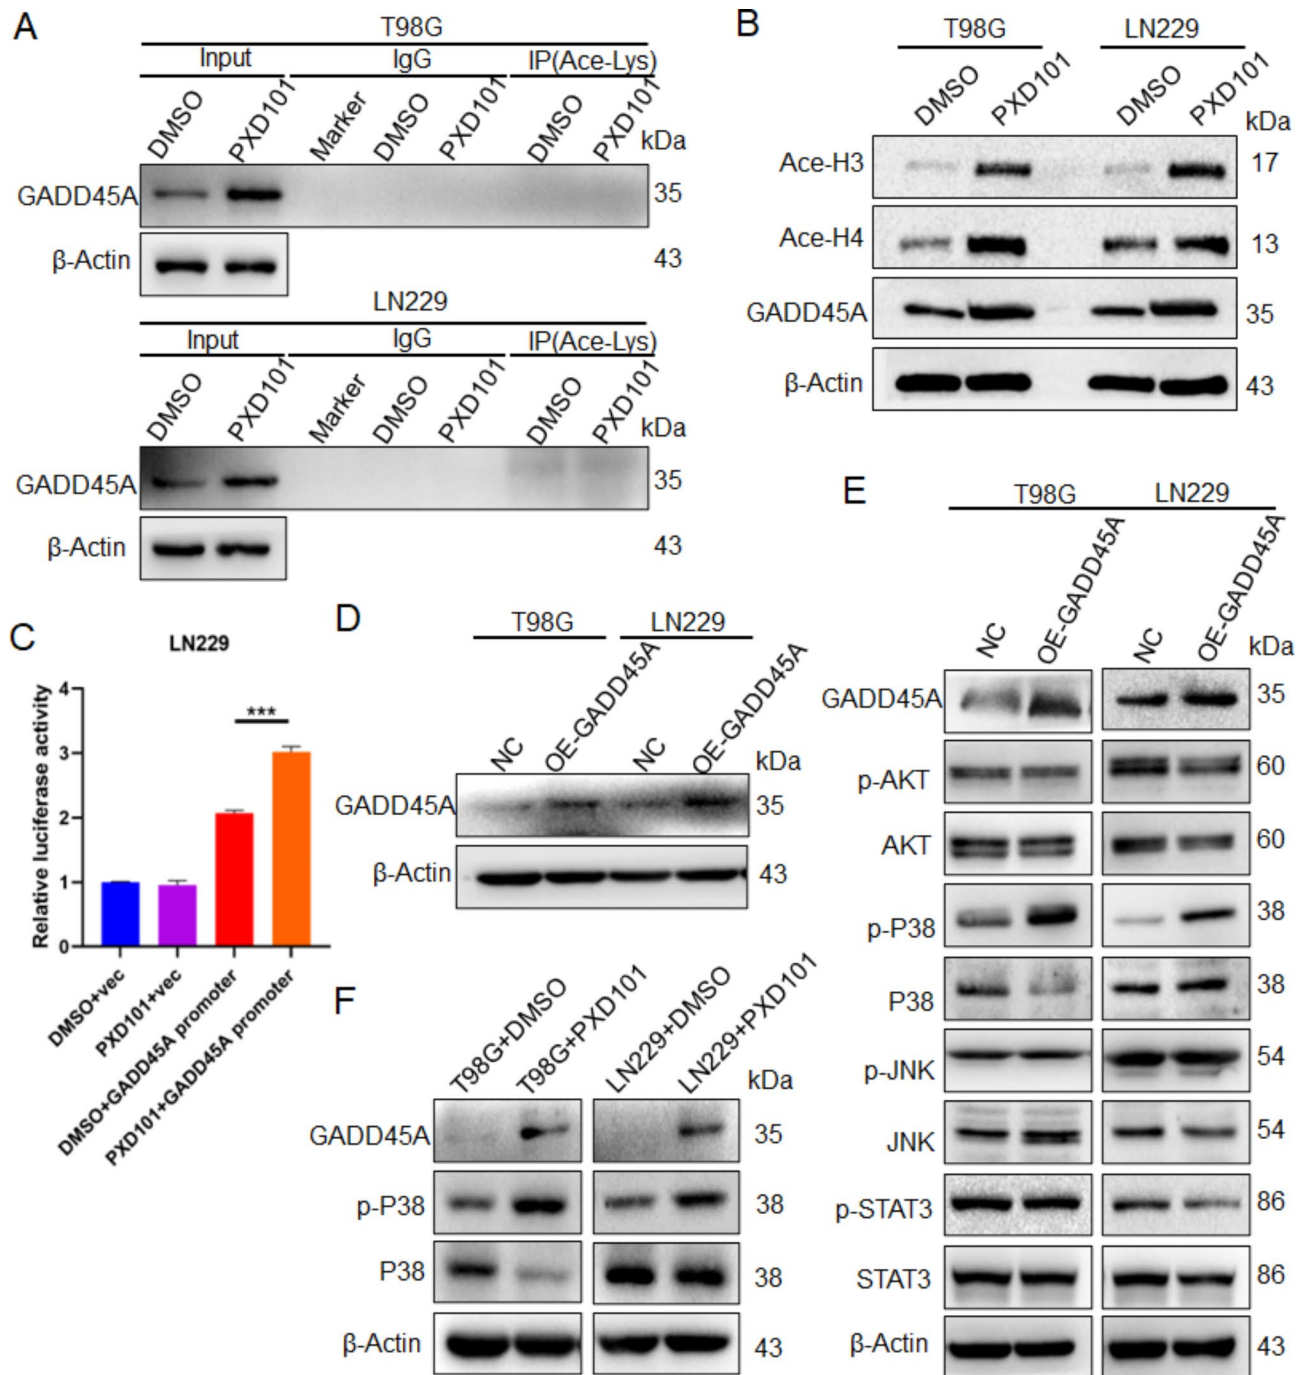 A
T98G
Input IgG IP(Ace-Lys)
DMSO PXD101 Marker DMSO PXD101 DMSO PXD101 kDa
GADD45A 35
β-Actin 43
LN229
Input IgG IP(Ace-Lys)
DMSO PXD101 Marker DMSO PXD101 DMSO PXD101 kDa
GADD45A 35
β-Actin 43
B
T98G LN229
DMSO PXD101 DMSO PXD101 kDa
Ace-H3 17
Ace-H4 13
GADD45A 35
β-Actin 43
C
LN229
Relative luciferase activity
4
3
2
1
0
***
DMSO+vec
PXD101+vec
DMSO+GADD45A promoter
PXD101+GADD45A promoter
D
T98G LN229
NC OE-GADD45A NC OE-GADD45A kDa
GADD45A 35
β-Actin 43
E
T98G LN229
NC OE-GADD45A NC OE-GADD45A kDa
GADD45A 35
p-AKT 60
AKT 60
p-P38 38
P38 38
p-JNK 54
JNK 54
p-STAT3 86
STAT3 86
β-Actin 43
F
T98G+DMSO T98G+PXD101 LN229+DMSO LN229+PXD101 kDa
GADD45A 35
p-P38 38
P38 38
β-Actin 43